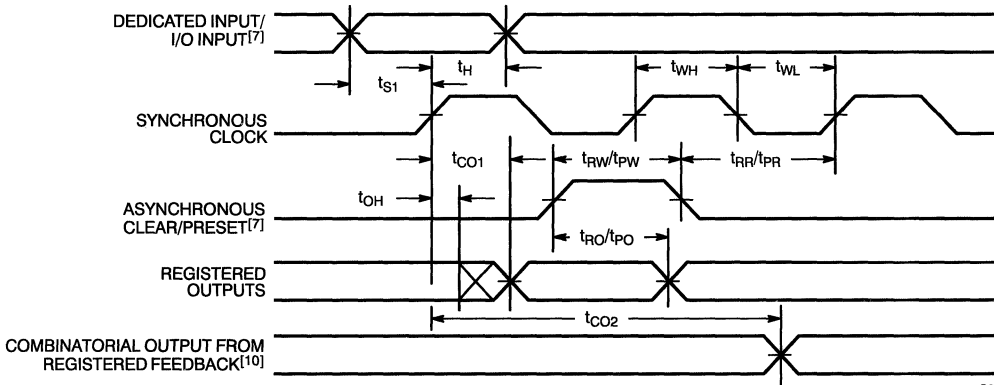 DEDICATED INPUT/
I/O INPUT[7]
tH
tWH
tWL
tS1
SYNCHRONOUS
CLOCK
tCO1
tRW/tPW
tRR/tPR
tOH
ASYNCHRONOUS
CLEAR/PRESET[7]
tRO/tPO
REGISTERED
OUTPUTS
tCO2
COMBINATORIAL OUTPUT FROM
REGISTERED FEEDBACK[10]